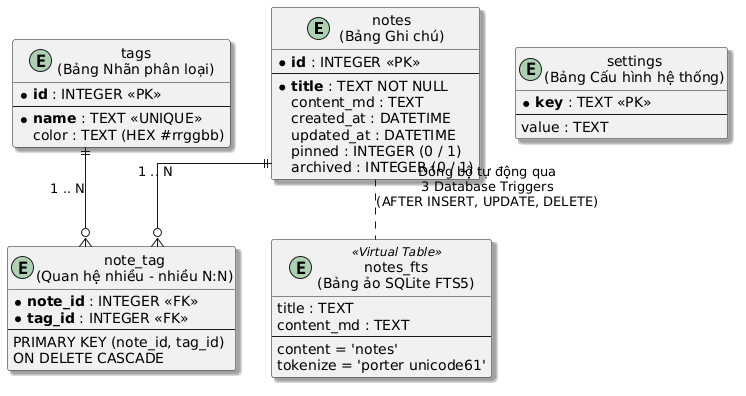 E
tags
(Bảng Nhãn phân loại)
id : INTEGER «PK»
name : TEXT «UNIQUE»
color : TEXT (HEX #rrggbb)
E
notes
(Bảng Ghi chú)
id : INTEGER «PK»
title : TEXT NOT NULL
content_md : TEXT
created_at : DATETIME
updated_at : DATETIME
pinned : INTEGER (0 / 1)
archived : INTEGER (0 / 1)
E
settings
(Bảng Cấu hình hệ thống)
key : TEXT «PK»
value : TEXT
1 .. N
1 .. N
Đồng bộ tự động qua
3 Database Triggers
(AFTER INSERT, UPDATE, DELETE)
E
note_tag
(Quan hệ nhiều - nhiều N:N)
note_id : INTEGER «FK»
tag_id : INTEGER «FK»
PRIMARY KEY (note_id, tag_id)
ON DELETE CASCADE
E
«Virtual Table»
notes_fts
(Bảng ảo SQLite FTS5)
title : TEXT
content_md : TEXT
content = 'notes'
tokenize = 'porter unicode61'